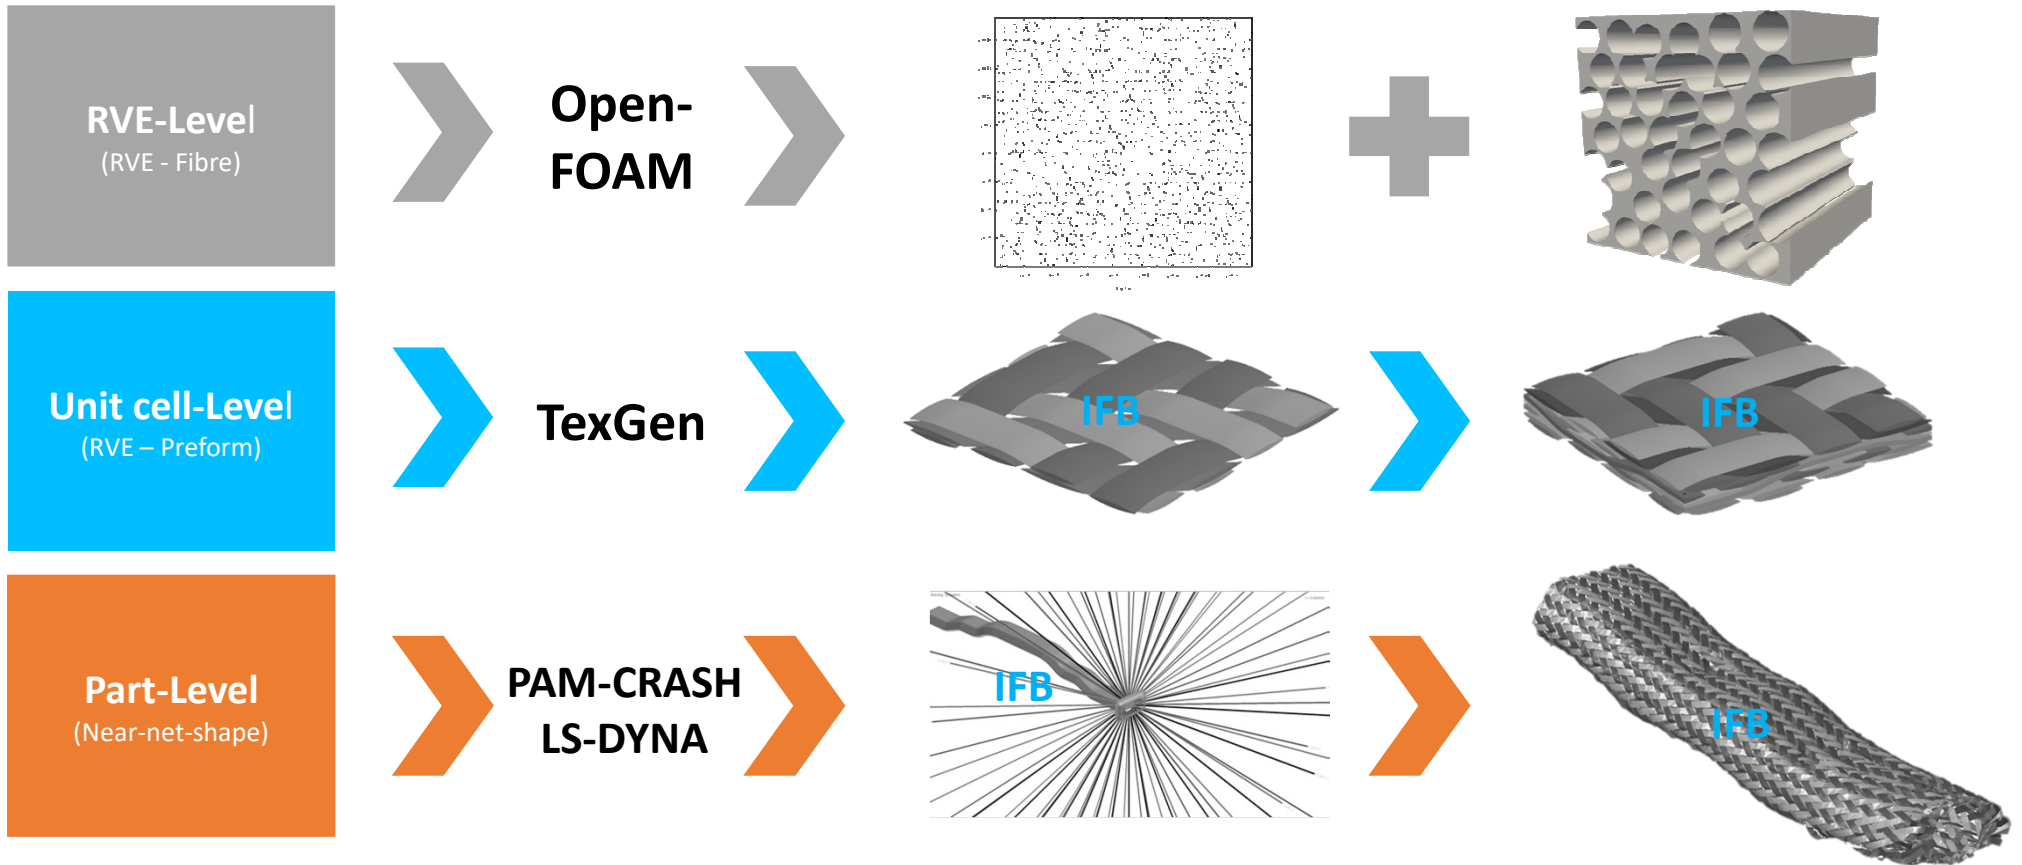 RVE-Level
(RVE - Fibre)
Open-
FOAM
Unit cell-Level
(RVE – Preform)
TexGen
IFB
IFB
Part-Level
(Near-net-shape)
PAM-CRASH
LS-DYNA
IFB
IFB